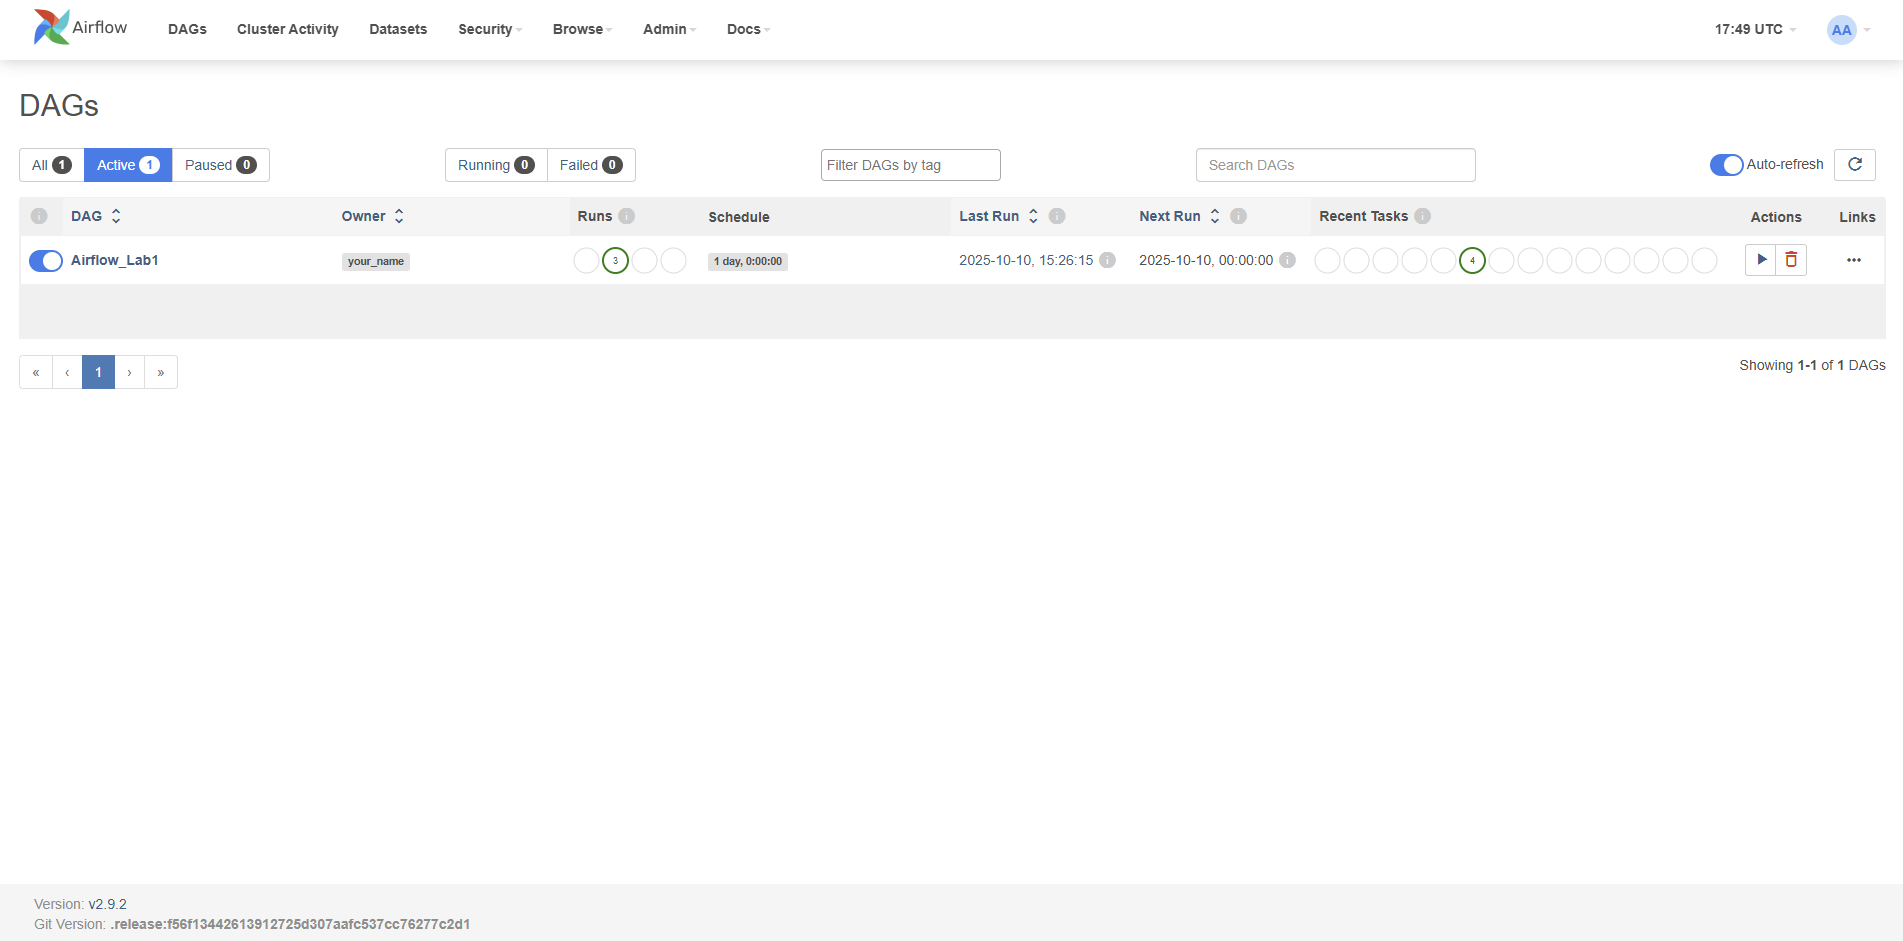 Airflow DAGs Cluster Activity Datasets Security Browse Admin Docs 17:49 UTC AA
DAGs
All 1 Active 1 Paused 0 Running 0 Failed 0 Filter DAGs by tag Search DAGs Auto-refresh
i DAG Owner Runs i Schedule Last Run i Next Run i Recent Tasks i Actions Links
Airflow_Lab1 your_name 3 1 day, 0:00:00 2025-10-10, 15:26:15 i 2025-10-10, 00:00:00 i 4 ...
« ‹ 1 › » Showing 1-1 of 1 DAGs
Version: v2.9.2
Git Version: .release:f56f13442613912725d307aafc537cc76277c2d1